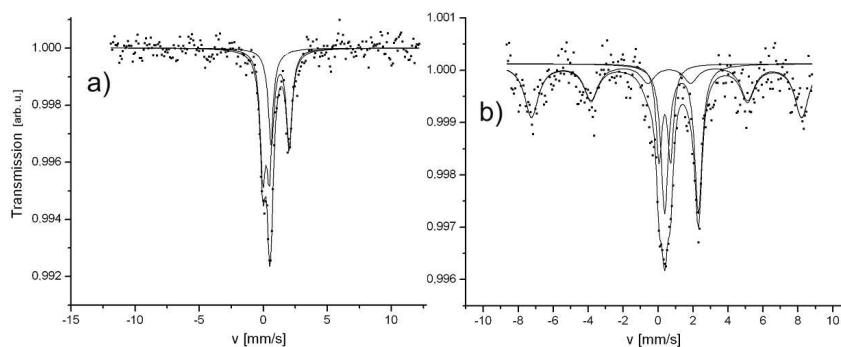 a)
Transmission [arb. u.]
1.000
0.998
0.996
0.994
0.992
-15 -10 -5 0 5 10
v [mm/s]
b)
1.001
1.000
0.999
0.998
0.997
0.996
-10 -8 -6 -4 -2 0 2 4 6 8 10
v [mm/s]